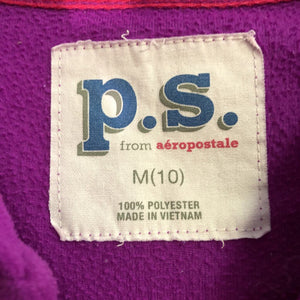 p.s.
from aéropostale
M(10)
100% POLYESTER
MADE IN VIETNAM